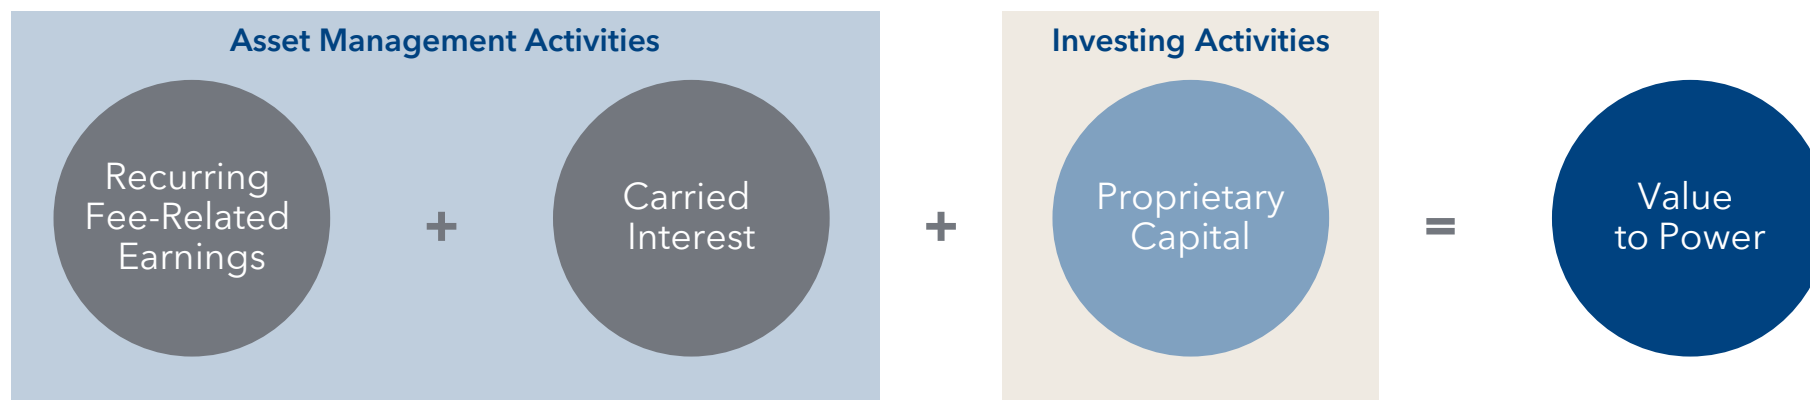 Asset Management Activities
Investing Activities
Recurring
Fee-Related
Earnings
+
Carried
Interest
+
Proprietary
Capital
=
Value
to Power